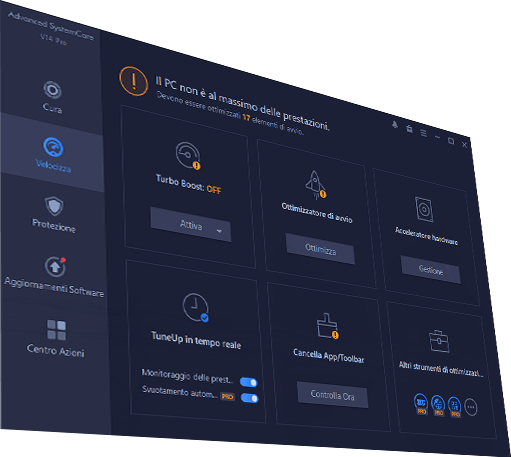 Advanced SystemCare
V14 Pro
Cura
Velocizza
Protezione
Aggiornamenti Software
Centro Azioni
Il PC non è al massimo delle prestazioni.
Devono essere ottimizzati 17 elementi di avvio.
Turbo Boost: OFF
Attiva
Ottimizzatore di avvio
Ottimizza
Acceleratore hardware
Gestione
TuneUp in tempo reale
Monitoraggio delle prest...
Svuotamento autom... PRO
Cancella App/Toolbar
Controlla Ora
Altri strumenti di ottimizzazi...
PRO PRO PRO